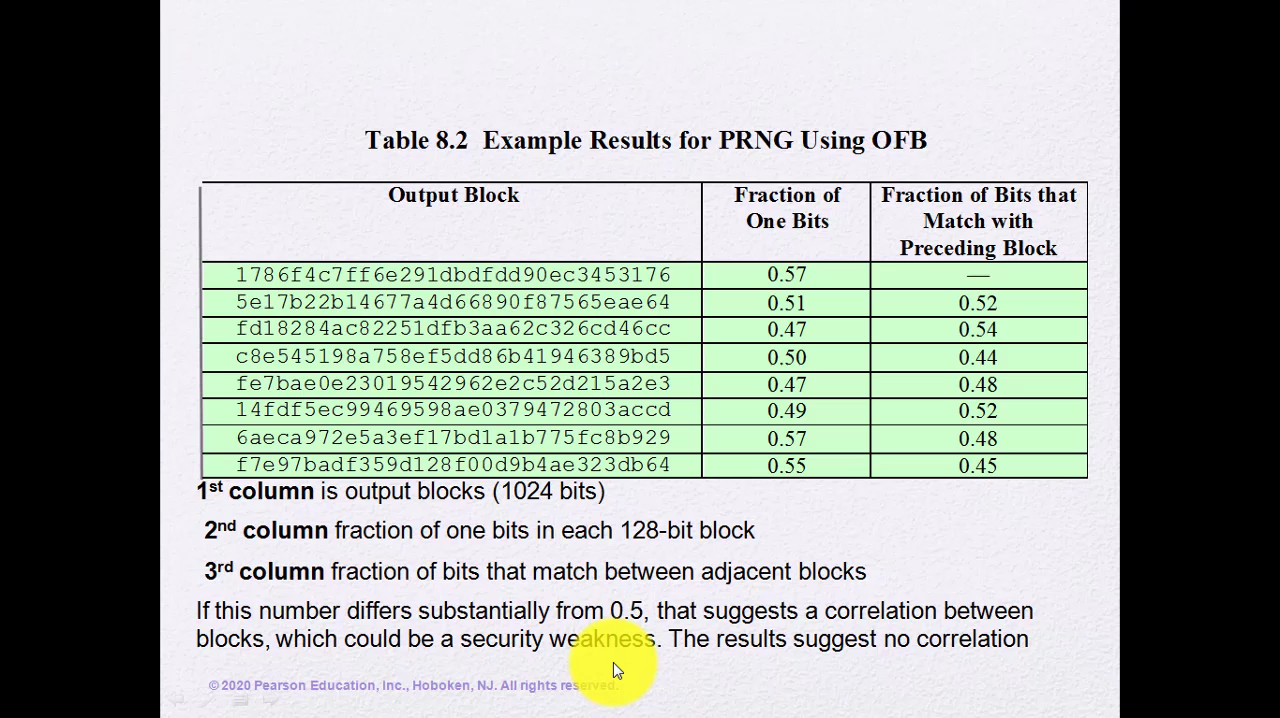 Table 8.2 Example Results for PRNG Using OFB
Output Block
Fraction of
One Bits
Fraction of Bits that
Match with
Preceding Block
1786f4c7ff6e291dbdfdd90ec3453176 0.57 —
5e17b22b14677a4d66890f87565eae64 0.51 0.52
fd18284ac82251dfb3aa62c326cd46cc 0.47 0.54
c8e545198a758ef5dd86b41946389bd5 0.50 0.44
fe7bae0e23019542962e2c52d215a2e3 0.47 0.48
14fdf5ec99469598ae0379472803accd 0.49 0.52
6aeca972e5a3ef17bd1a1b775fc8b929 0.57 0.48
f7e97badf359d128f00d9b4ae323db64 0.55 0.45
1st column is output blocks (1024 bits)
2nd column fraction of one bits in each 128-bit block
3rd column fraction of bits that match between adjacent blocks
If this number differs substantially from 0.5, that suggests a correlation between
blocks, which could be a security weakness. The results suggest no correlation
© 2020 Pearson Education, Inc., Hoboken, NJ. All rights reserved.